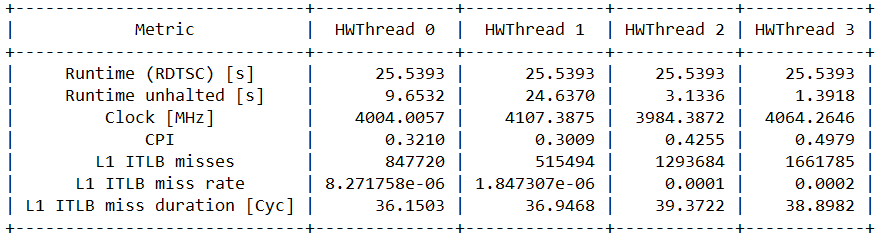 +-----------------------------+--------------+--------------+-----------+-----------+
|            Metric           |  HWThread 0  |  HWThread 1  | HWThread 2 | HWThread 3 |
+-----------------------------+--------------+--------------+-----------+-----------+
|     Runtime (RDTSC) [s]     |      25.5393 |      25.5393 |   25.5393 |   25.5393 |
|     Runtime unhalted [s]    |       9.6532 |      24.6370 |    3.1336 |    1.3918 |
|         Clock [MHz]         |    4004.0057 |    4107.3875 | 3984.3872 | 4064.2646 |
|             CPI             |       0.3210 |       0.3009 |    0.4255 |    0.4979 |
|        L1 ITLB misses       |       847720 |       515494 |   1293684 |   1661785 |
|      L1 ITLB miss rate      | 8.271758e-06 | 1.847307e-06 |    0.0001 |    0.0002 |
| L1 ITLB miss duration [Cyc] |      36.1503 |      36.9468 |   39.3722 |   38.8982 |
+-----------------------------+--------------+--------------+-----------+-----------+